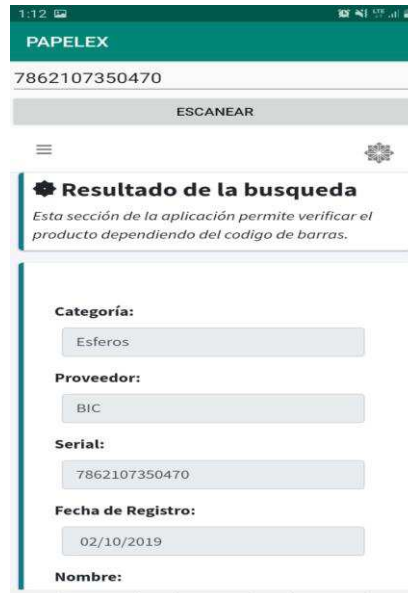 1:12
PAPELEX
7862107350470
ESCANEAR
Resultado de la busqueda
Esta sección de la aplicación permite verificar el
producto dependiendo del codigo de barras.
Categoría:
Esferos
Proveedor:
BIC
Serial:
7862107350470
Fecha de Registro:
02/10/2019
Nombre: